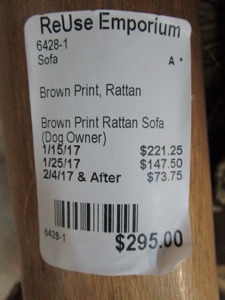 ReUse Emporium
6428-1
Sofa A *
Brown Print, Rattan
Brown Print Rattan Sofa
(Dog Owner)
1/15/17 $221.25
1/25/17 $147.50
2/4/17 & After $73.75
6428-1 $295.00